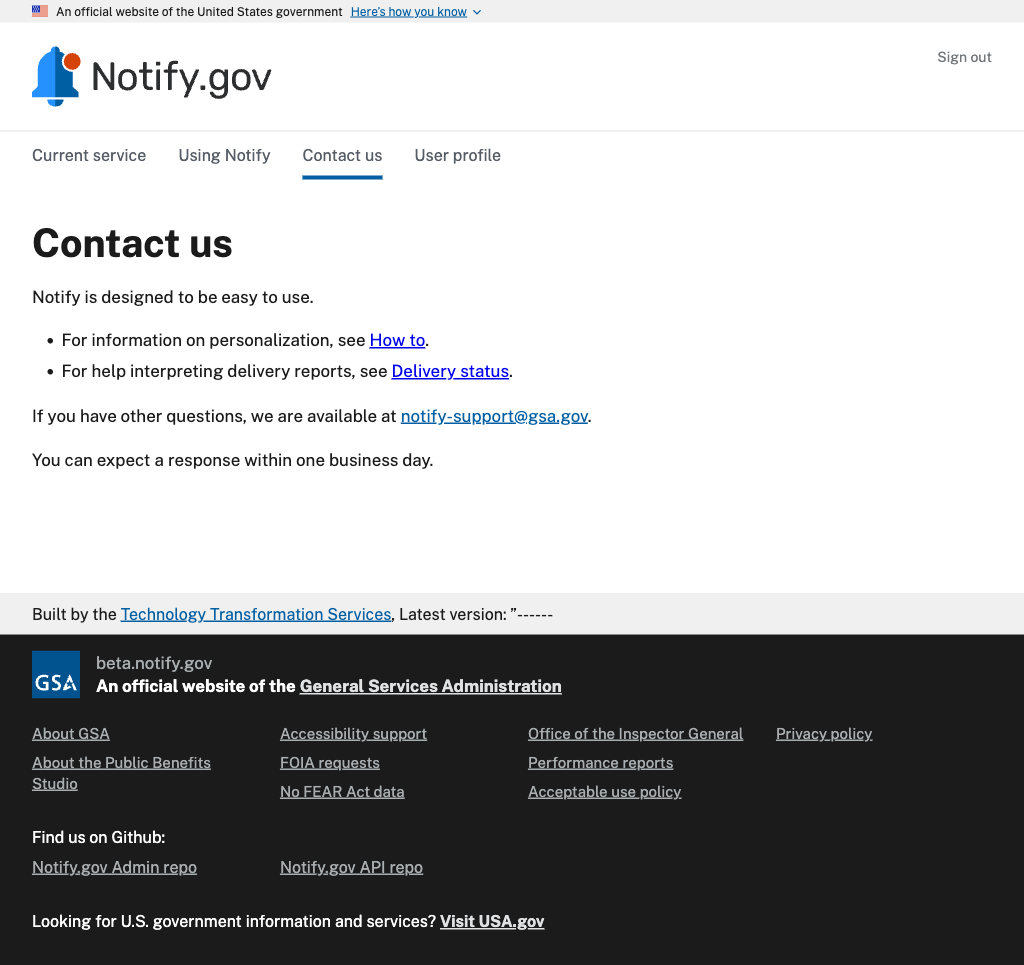 An official website of the United States government Here's how you know
Notify.gov
Sign out
Current service Using Notify Contact us User profile
Contact us
Notify is designed to be easy to use.
• For information on personalization, see How to.
• For help interpreting delivery reports, see Delivery status.
If you have other questions, we are available at notify-support@gsa.gov.
You can expect a response within one business day.
Built by the Technology Transformation Services, Latest version: ”------
GSA
beta.notify.gov
An official website of the General Services Administration
About GSA Accessibility support Office of the Inspector General Privacy policy
About the Public Benefits Studio FOIA requests Performance reports
No FEAR Act data Acceptable use policy
Find us on Github:
Notify.gov Admin repo Notify.gov API repo
Looking for U.S. government information and services? Visit USA.gov